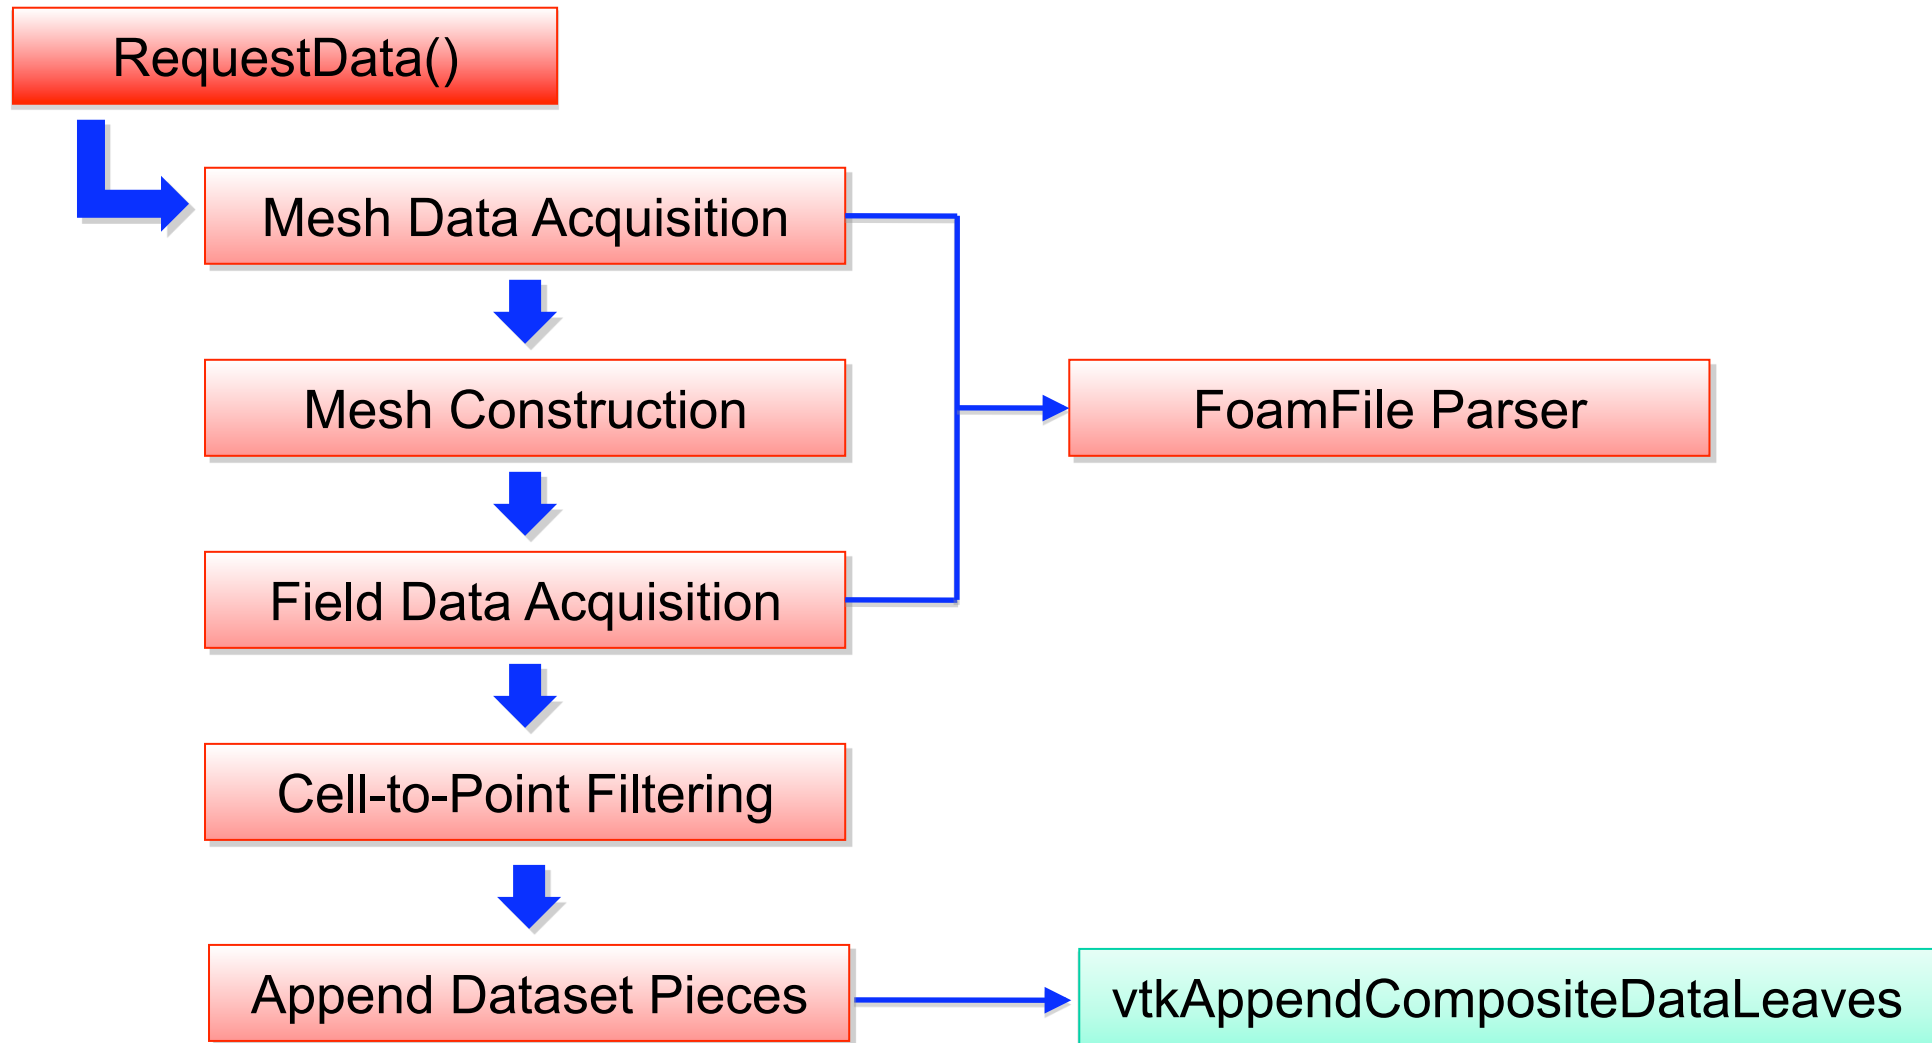 RequestData()
Mesh Data Acquisition
Mesh Construction
FoamFile Parser
Field Data Acquisition
Cell-to-Point Filtering
Append Dataset Pieces
vtkAppendCompositeDataLeaves